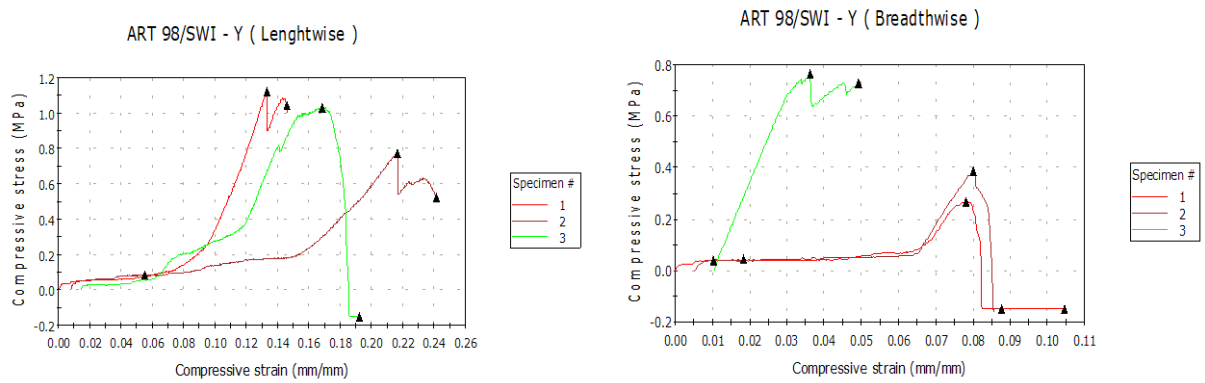 ART 98/SWI - Y ( Lenghtwise )
Compressive stress (MPa)
1.2
1.0
0.8
0.6
0.4
0.2
0.0
-0.2
0.00 0.02 0.04 0.06 0.08 0.10 0.12 0.14 0.16 0.18 0.20 0.22 0.24 0.26
Compressive strain (mm/mm)
Specimen #
1
2
3
ART 98/SWI - Y ( Breadthwise )
Compressive stress (MPa)
0.8
0.6
0.4
0.2
0.0
-0.2
0.00 0.01 0.02 0.03 0.04 0.05 0.06 0.07 0.08 0.09 0.10 0.11
Compressive strain (mm/mm)
Specimen #
1
2
3